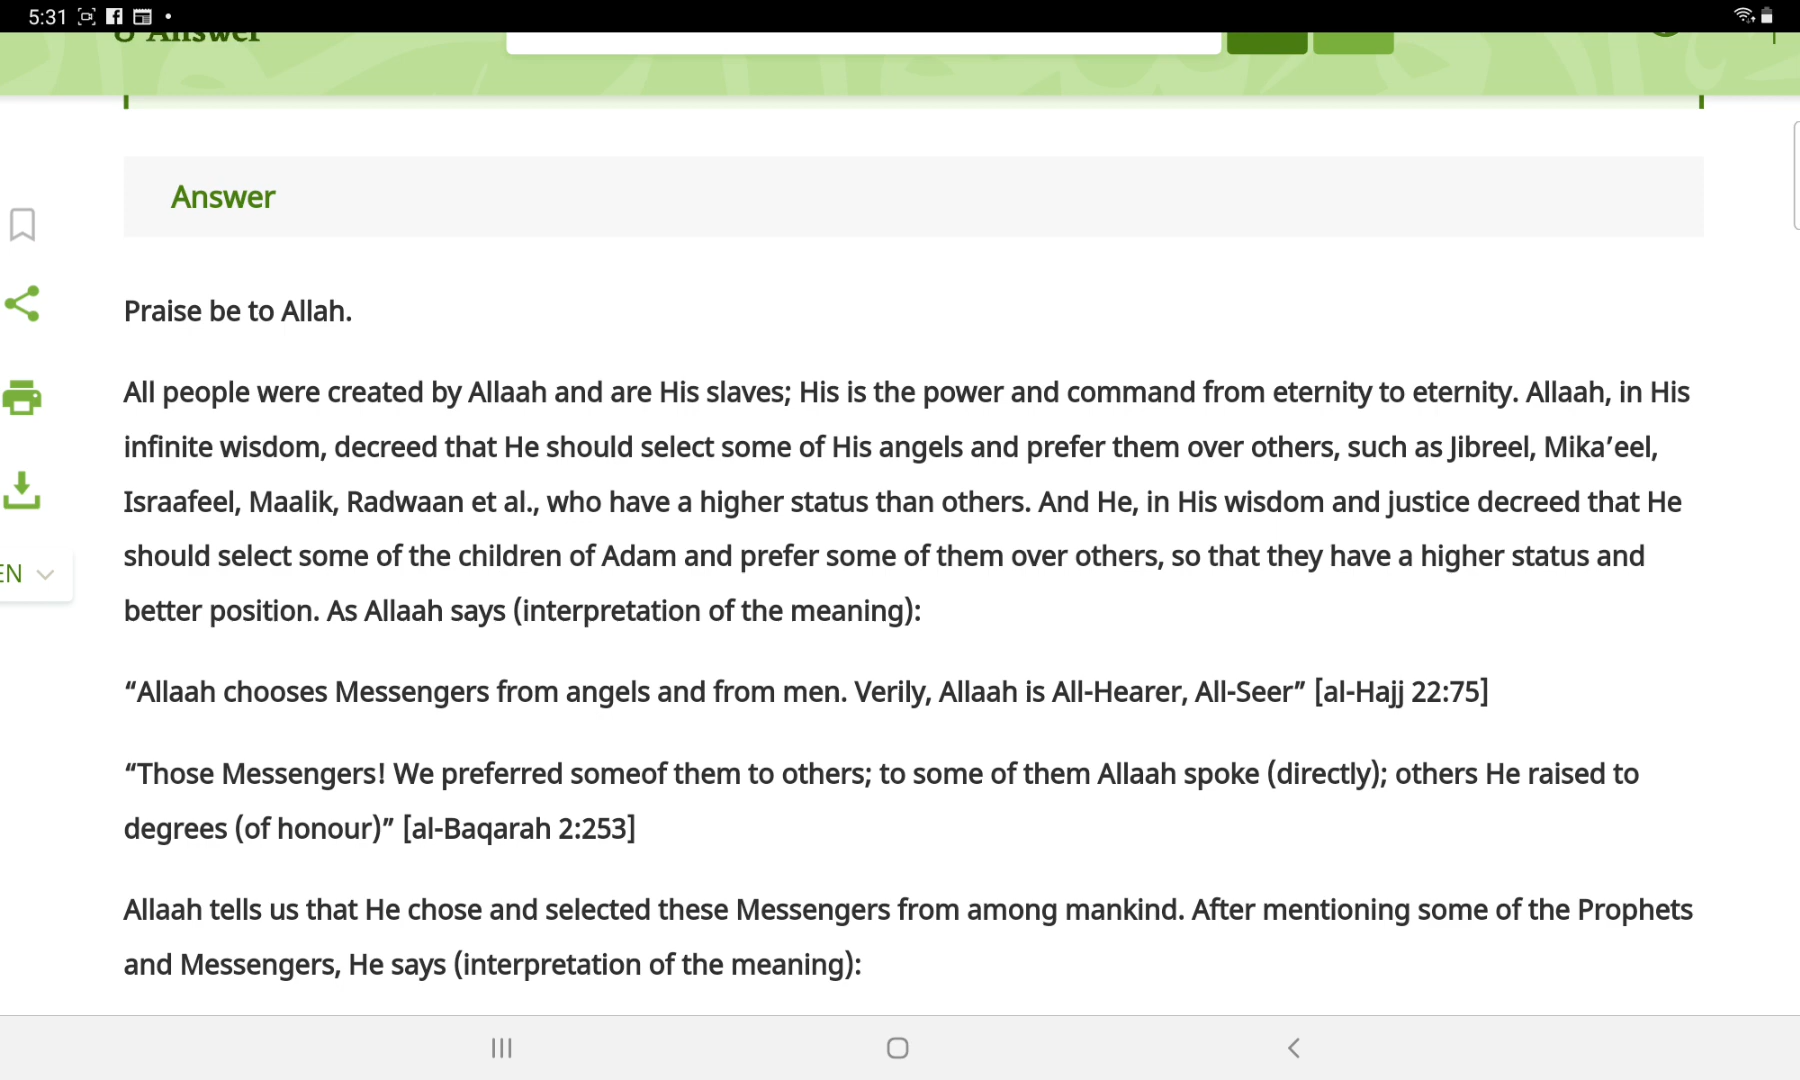 5:31
& Answer
Answer
Praise be to Allah.
All people were created by Allaah and are His slaves; His is the power and command from eternity to eternity. Allaah, in His
infinite wisdom, decreed that He should select some of His angels and prefer them over others, such as Jibreel, Mika’eel,
Israafeel, Maalik, Radwaan et al., who have a higher status than others. And He, in His wisdom and justice decreed that He
should select some of the children of Adam and prefer some of them over others, so that they have a higher status and
better position. As Allaah says (interpretation of the meaning):
“Allaah chooses Messengers from angels and from men. Verily, Allaah is All-Hearer, All-Seer” [al-Hajj 22:75]
“Those Messengers! We preferred someof them to others; to some of them Allaah spoke (directly); others He raised to
degrees (of honour)” [al-Baqarah 2:253]
Allaah tells us that He chose and selected these Messengers from among mankind. After mentioning some of the Prophets
and Messengers, He says (interpretation of the meaning):
EN